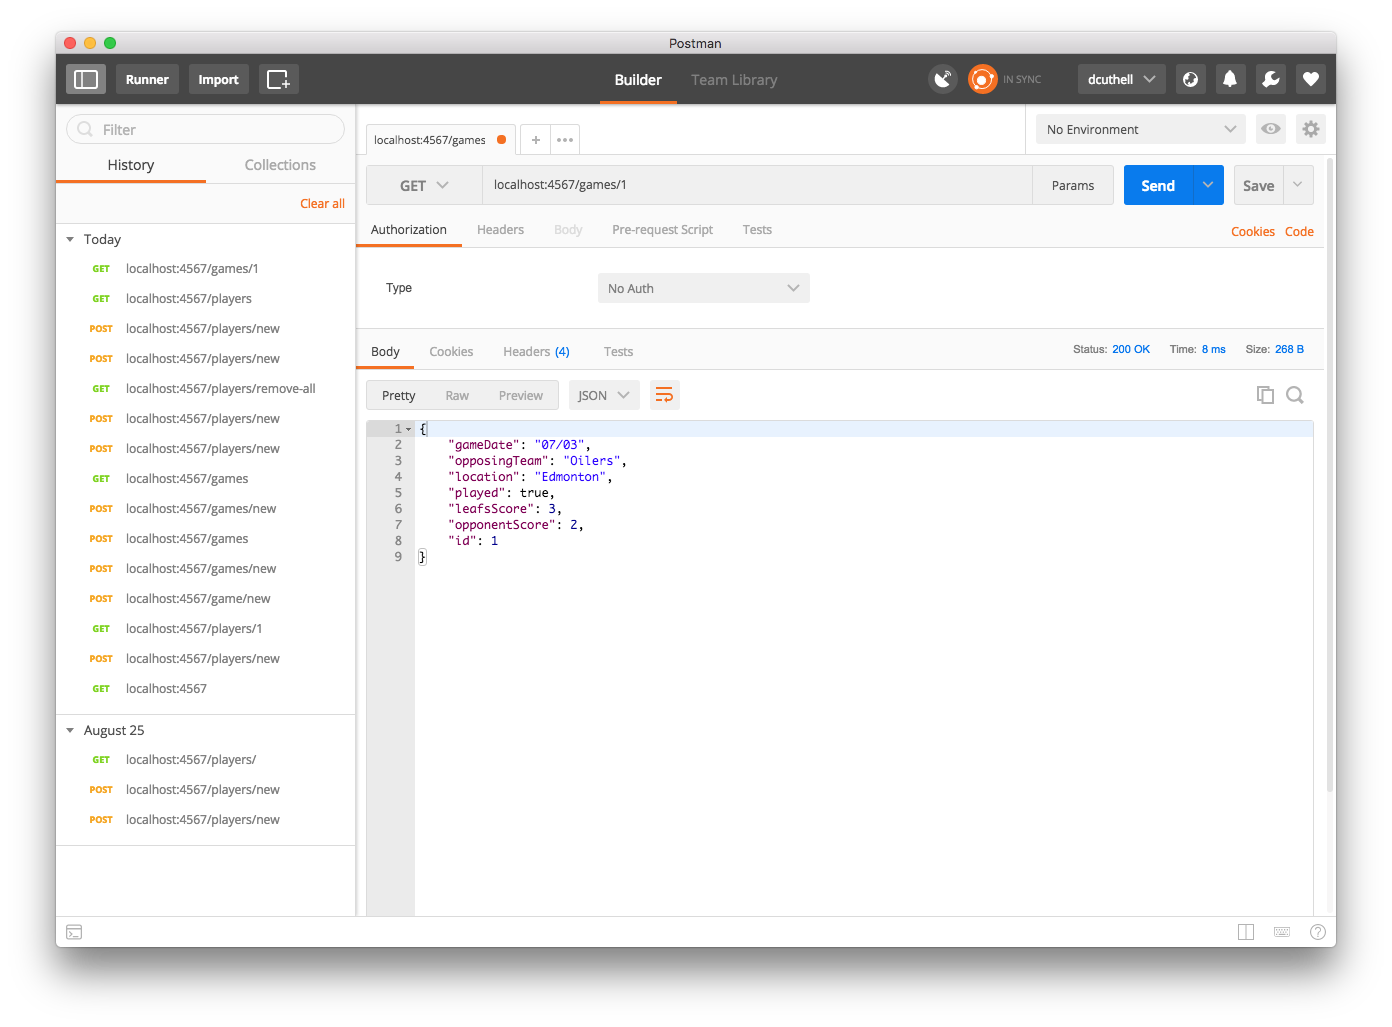 Postman
Runner Import Builder Team Library IN SYNC dcuthell
Filter
History Collections
Clear all
Today
GET localhost:4567/games/1
GET localhost:4567/players
POST localhost:4567/players/new
POST localhost:4567/players/new
GET localhost:4567/players/remove-all
POST localhost:4567/players/new
POST localhost:4567/players/new
GET localhost:4567/games
POST localhost:4567/games/new
POST localhost:4567/games
POST localhost:4567/games/new
POST localhost:4567/game/new
GET localhost:4567/players/1
POST localhost:4567/players/new
GET localhost:4567
August 25
GET localhost:4567/players/
POST localhost:4567/players/new
POST localhost:4567/players/new
localhost:4567/games + ••• No Environment
GET localhost:4567/games/1 Params Send Save
Authorization Headers Body Pre-request Script Tests Cookies Code
Type No Auth
Body Cookies Headers (4) Tests Status: 200 OK Time: 8 ms Size: 268 B
Pretty Raw Preview JSON
1 {
2 "gameDate": "07/03",
3 "opposingTeam": "Oilers",
4 "location": "Edmonton",
5 "played": true,
6 "leafsScore": 3,
7 "opponentScore": 2,
8 "id": 1
9 }